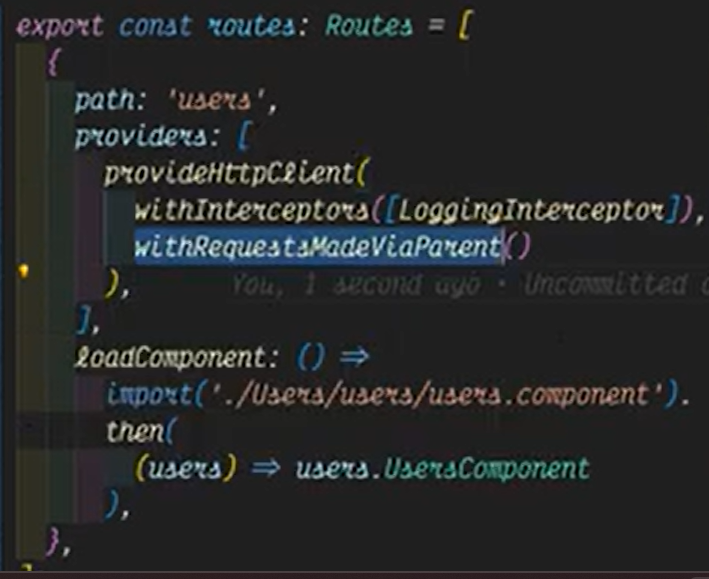 export const routes: Routes = [
{
path: 'users',
providers: [
provideHttpClient(
withInterceptors([LoggingInterceptor]),
withRequestsMadeViaParent()
), You, 1 second ago • Uncommitted
],
loadComponent: () =>
import('./Users/users/users.component').
then(
(users) => users.UsersComponent
),
},